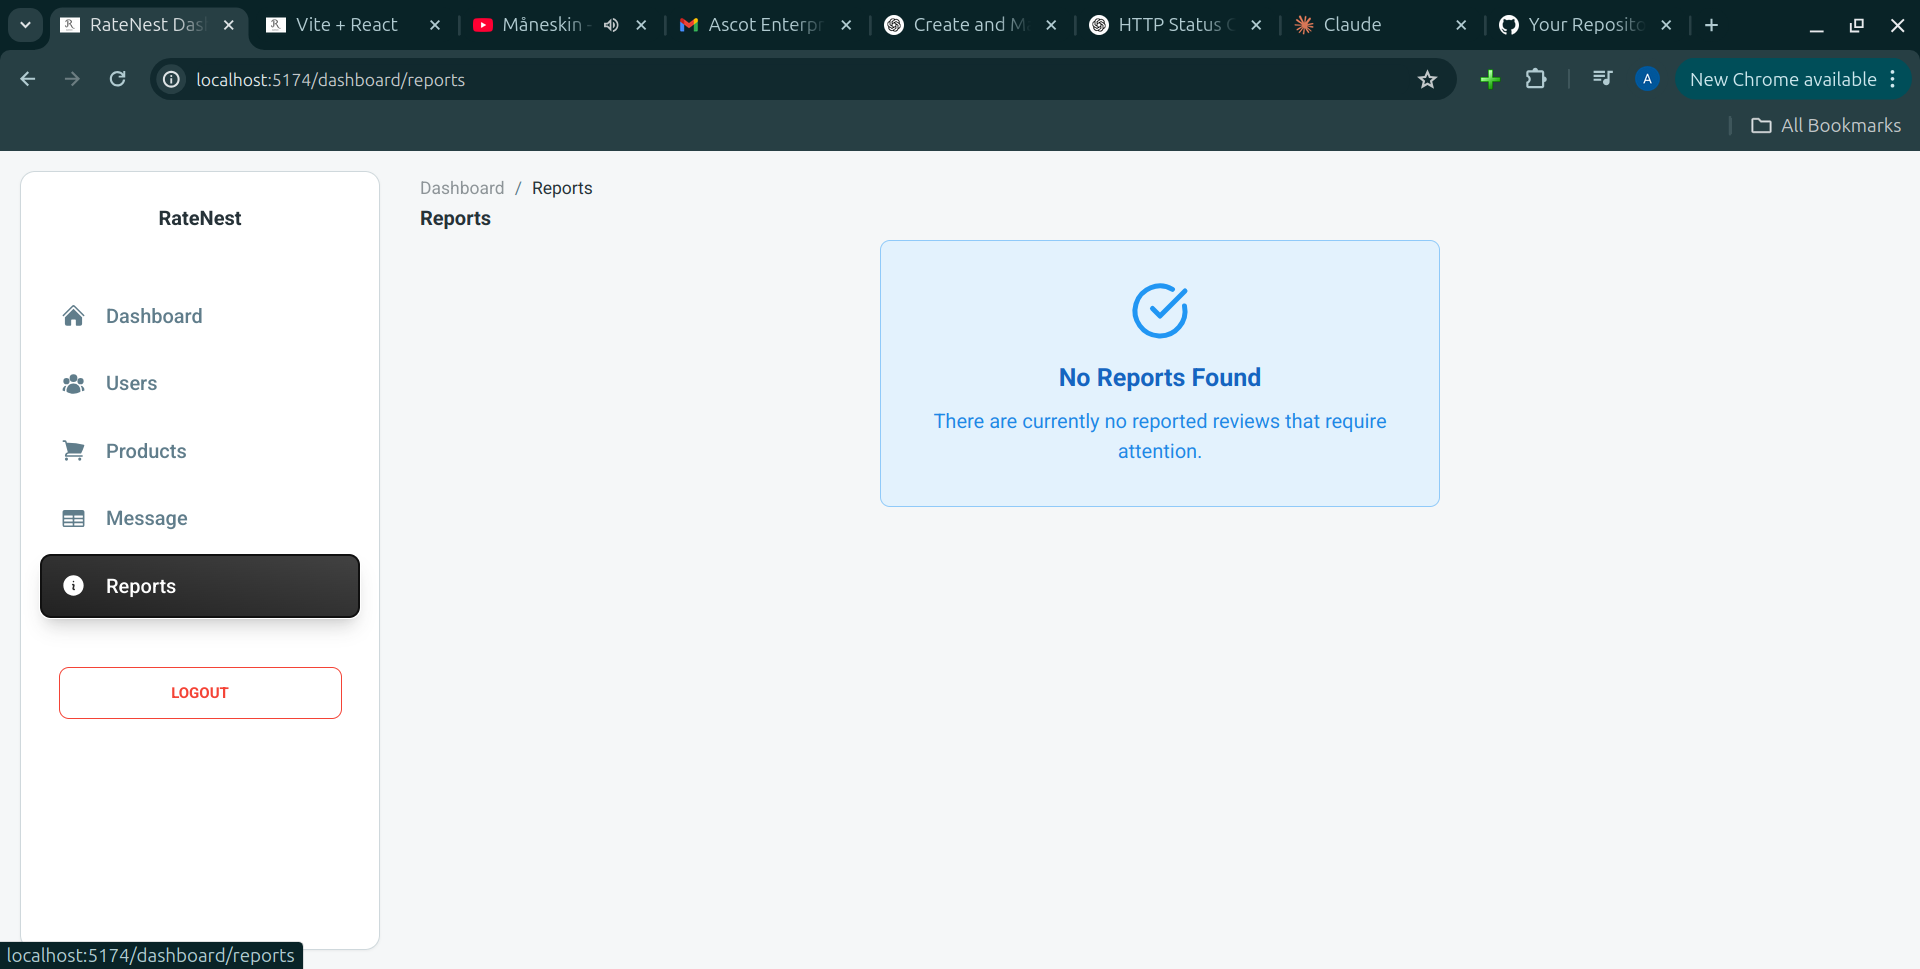 RateNest Das
Vite + React
Måneskin -
Ascot Enterpr
Create and M
HTTP Status C
Claude
Your Reposito
localhost:5174/dashboard/reports
A
New Chrome available
All Bookmarks
RateNest
Dashboard
Users
Products
Message
Reports
LOGOUT
Dashboard / Reports
Reports
No Reports Found
There are currently no reported reviews that require
attention.
localhost:5174/dashboard/reports